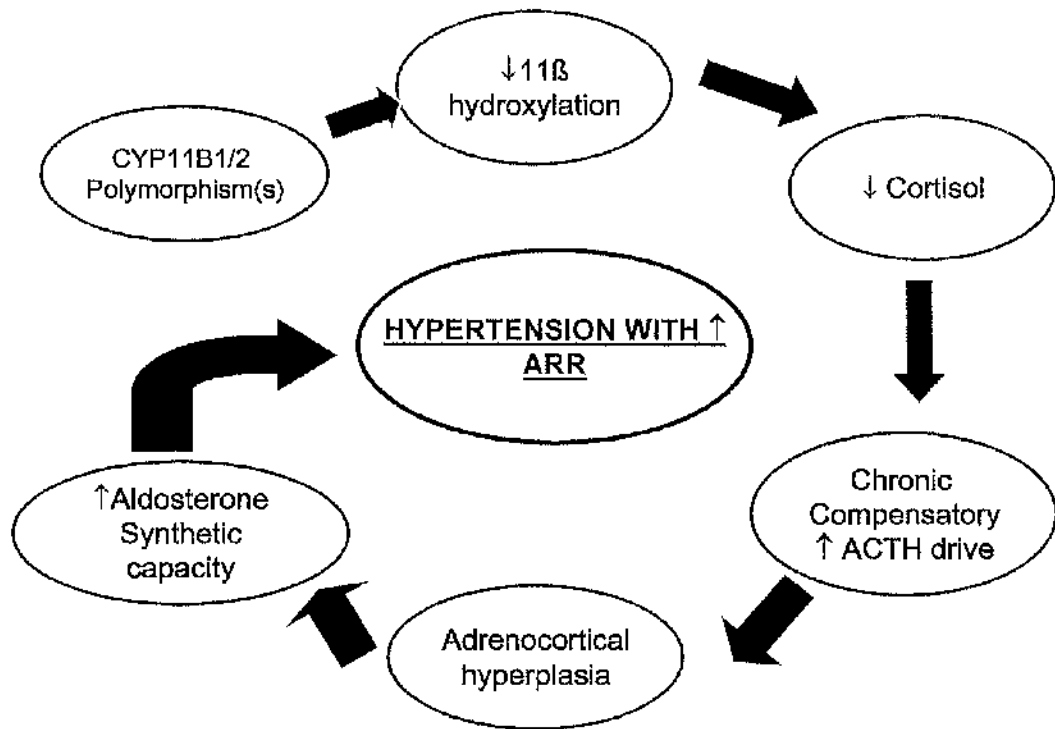 ↓11ß
hydroxylation
CYP11B1/2
Polymorphism(s)
↓ Cortisol
HYPERTENSION WITH ↑
ARR
↑Aldosterone
Synthetic
capacity
Chronic
Compensatory
↑ ACTH drive
Adrenocortical
hyperplasia